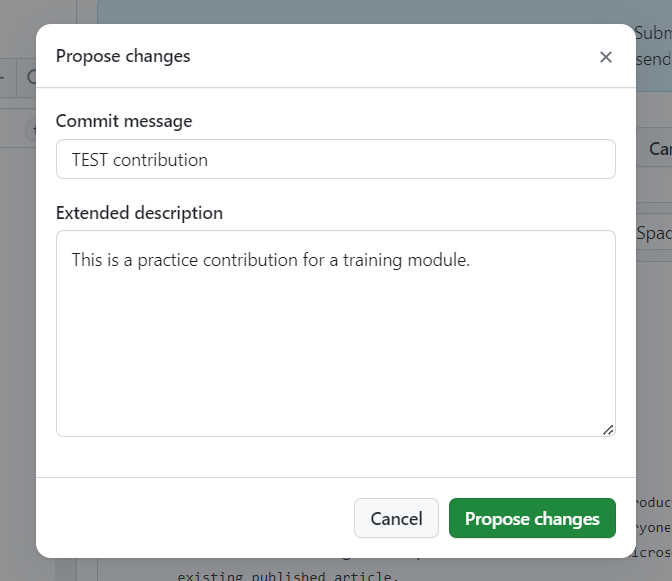 Propose changes
Commit message
TEST contribution
Extended description
This is a practice contribution for a training module.
Cancel
Propose changes
existing published article.